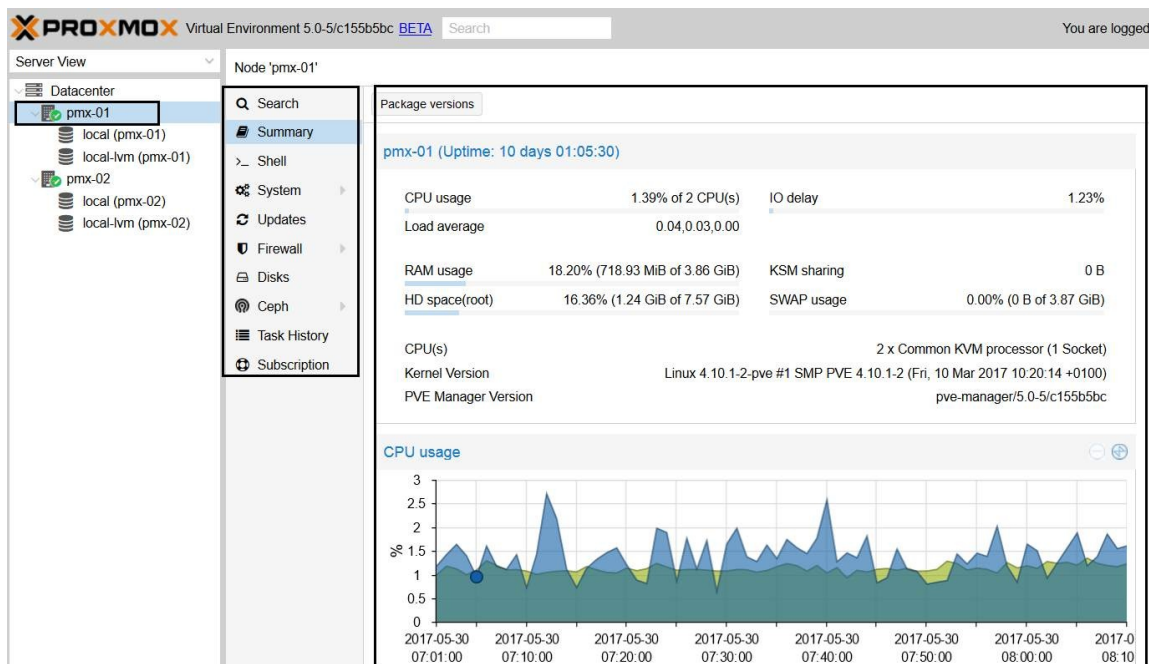 PROXMOX Virtual Environment 5.0-5/c155b5bc BETA Search You are logged
Server View
Node 'pmx-01'
Datacenter
pmx-01
local (pmx-01)
local-lvm (pmx-01)
pmx-02
local (pmx-02)
local-lvm (pmx-02)
Search
Summary
Shell
System
Updates
Firewall
Disks
Ceph
Task History
Subscription
Package versions
pmx-01 (Uptime: 10 days 01:05:30)
CPU usage 1.39% of 2 CPU(s) IO delay 1.23%
Load average 0.04,0.03,0.00
RAM usage 18.20% (718.93 MiB of 3.86 GiB) KSM sharing 0 B
HD space(root) 16.36% (1.24 GiB of 7.57 GiB) SWAP usage 0.00% (0 B of 3.87 GiB)
CPU(s) 2 x Common KVM processor (1 Socket)
Kernel Version Linux 4.10.1-2-pve #1 SMP PVE 4.10.1-2 (Fri, 10 Mar 2017 10:20:14 +0100)
PVE Manager Version pve-manager/5.0-5/c155b5bc
CPU usage
3
2.5
2
%
1.5
1
0.5
0
2017-05-30 2017-05-30 2017-05-30 2017-05-30 2017-05-30 2017-05-30 2017-05-30 2017-0
07:01:00 07:10:00 07:20:00 07:30:00 07:40:00 07:50:00 08:00:00 08:10